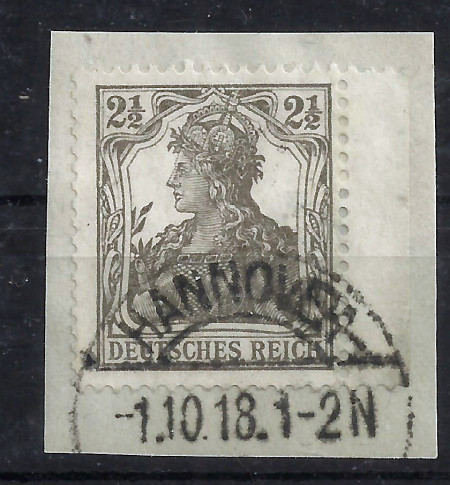 2½ 2½
HANNOVER
DEUTSCHES REICH
-1.10.18.1-2N